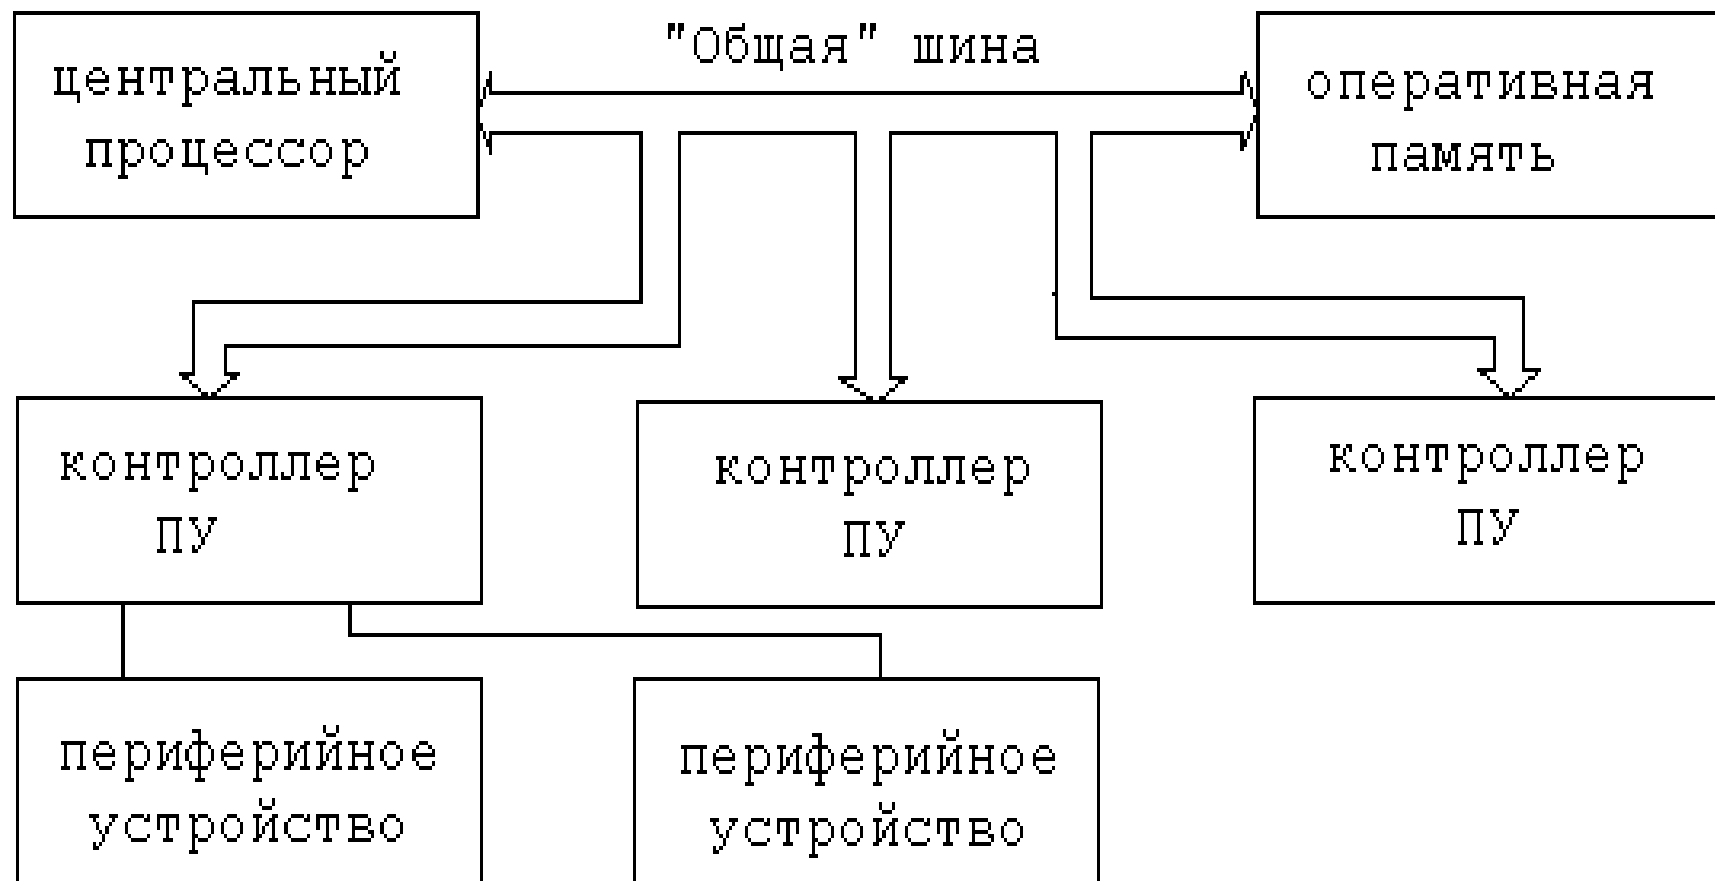 "Общая" шина
центральный
процессор
оперативная
память
контроллер
ПУ
контроллер
ПУ
контроллер
ПУ
периферийное
устройство
периферийное
устройство